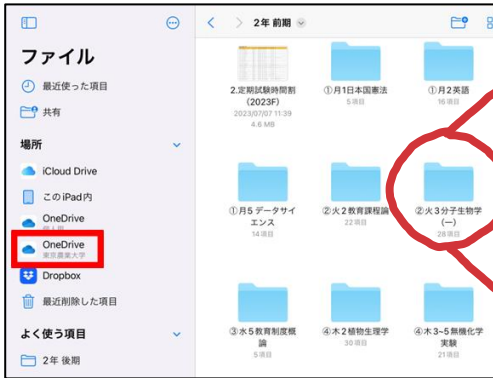 ファイル
最近使った項目
共有
場所
iCloud Drive
このiPad内
OneDrive
個人用
OneDrive
東京農業大学
Dropbox
最近削除した項目
よく使う項目
2年 後期
2年 前期
2.定期試験時間割
（2023F）
2023/07/07 11:39
4.6 MB
①月1日本国憲法
5項目
①月2英語
16項目
①月5 データサイ
エンス
14項目
②火2教育課程論
22項目
②火3分子生物学
（一）
28項目
③水5教育制度概
論
5項目
④木2植物生理学
30項目
④木3~5無機化学
実験
21項目